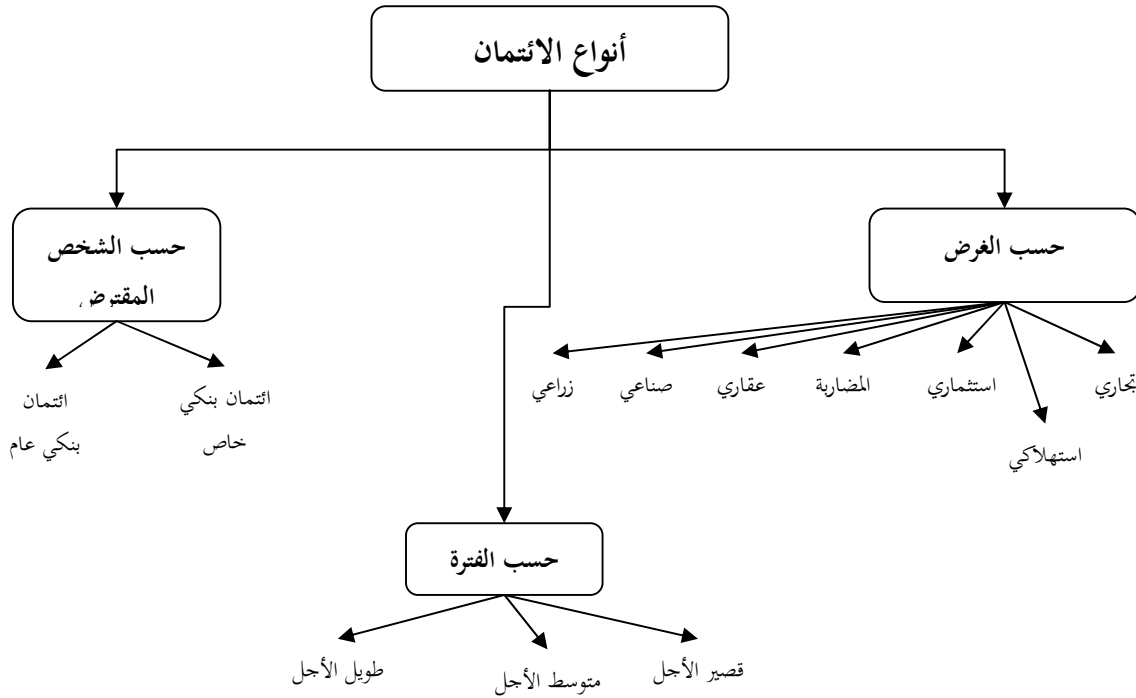 أنواع الائتمان
حسب الغرض
تجاري
استهلاكي
استثماري
المضاربة
عقاري
صناعي
زراعي
حسب الفترة
قصير الأجل
متوسط الأجل
طويل الأجل
حسب الشخص
المقترض
ائتمان بنكي
خاص
ائتمان
بنكي عام